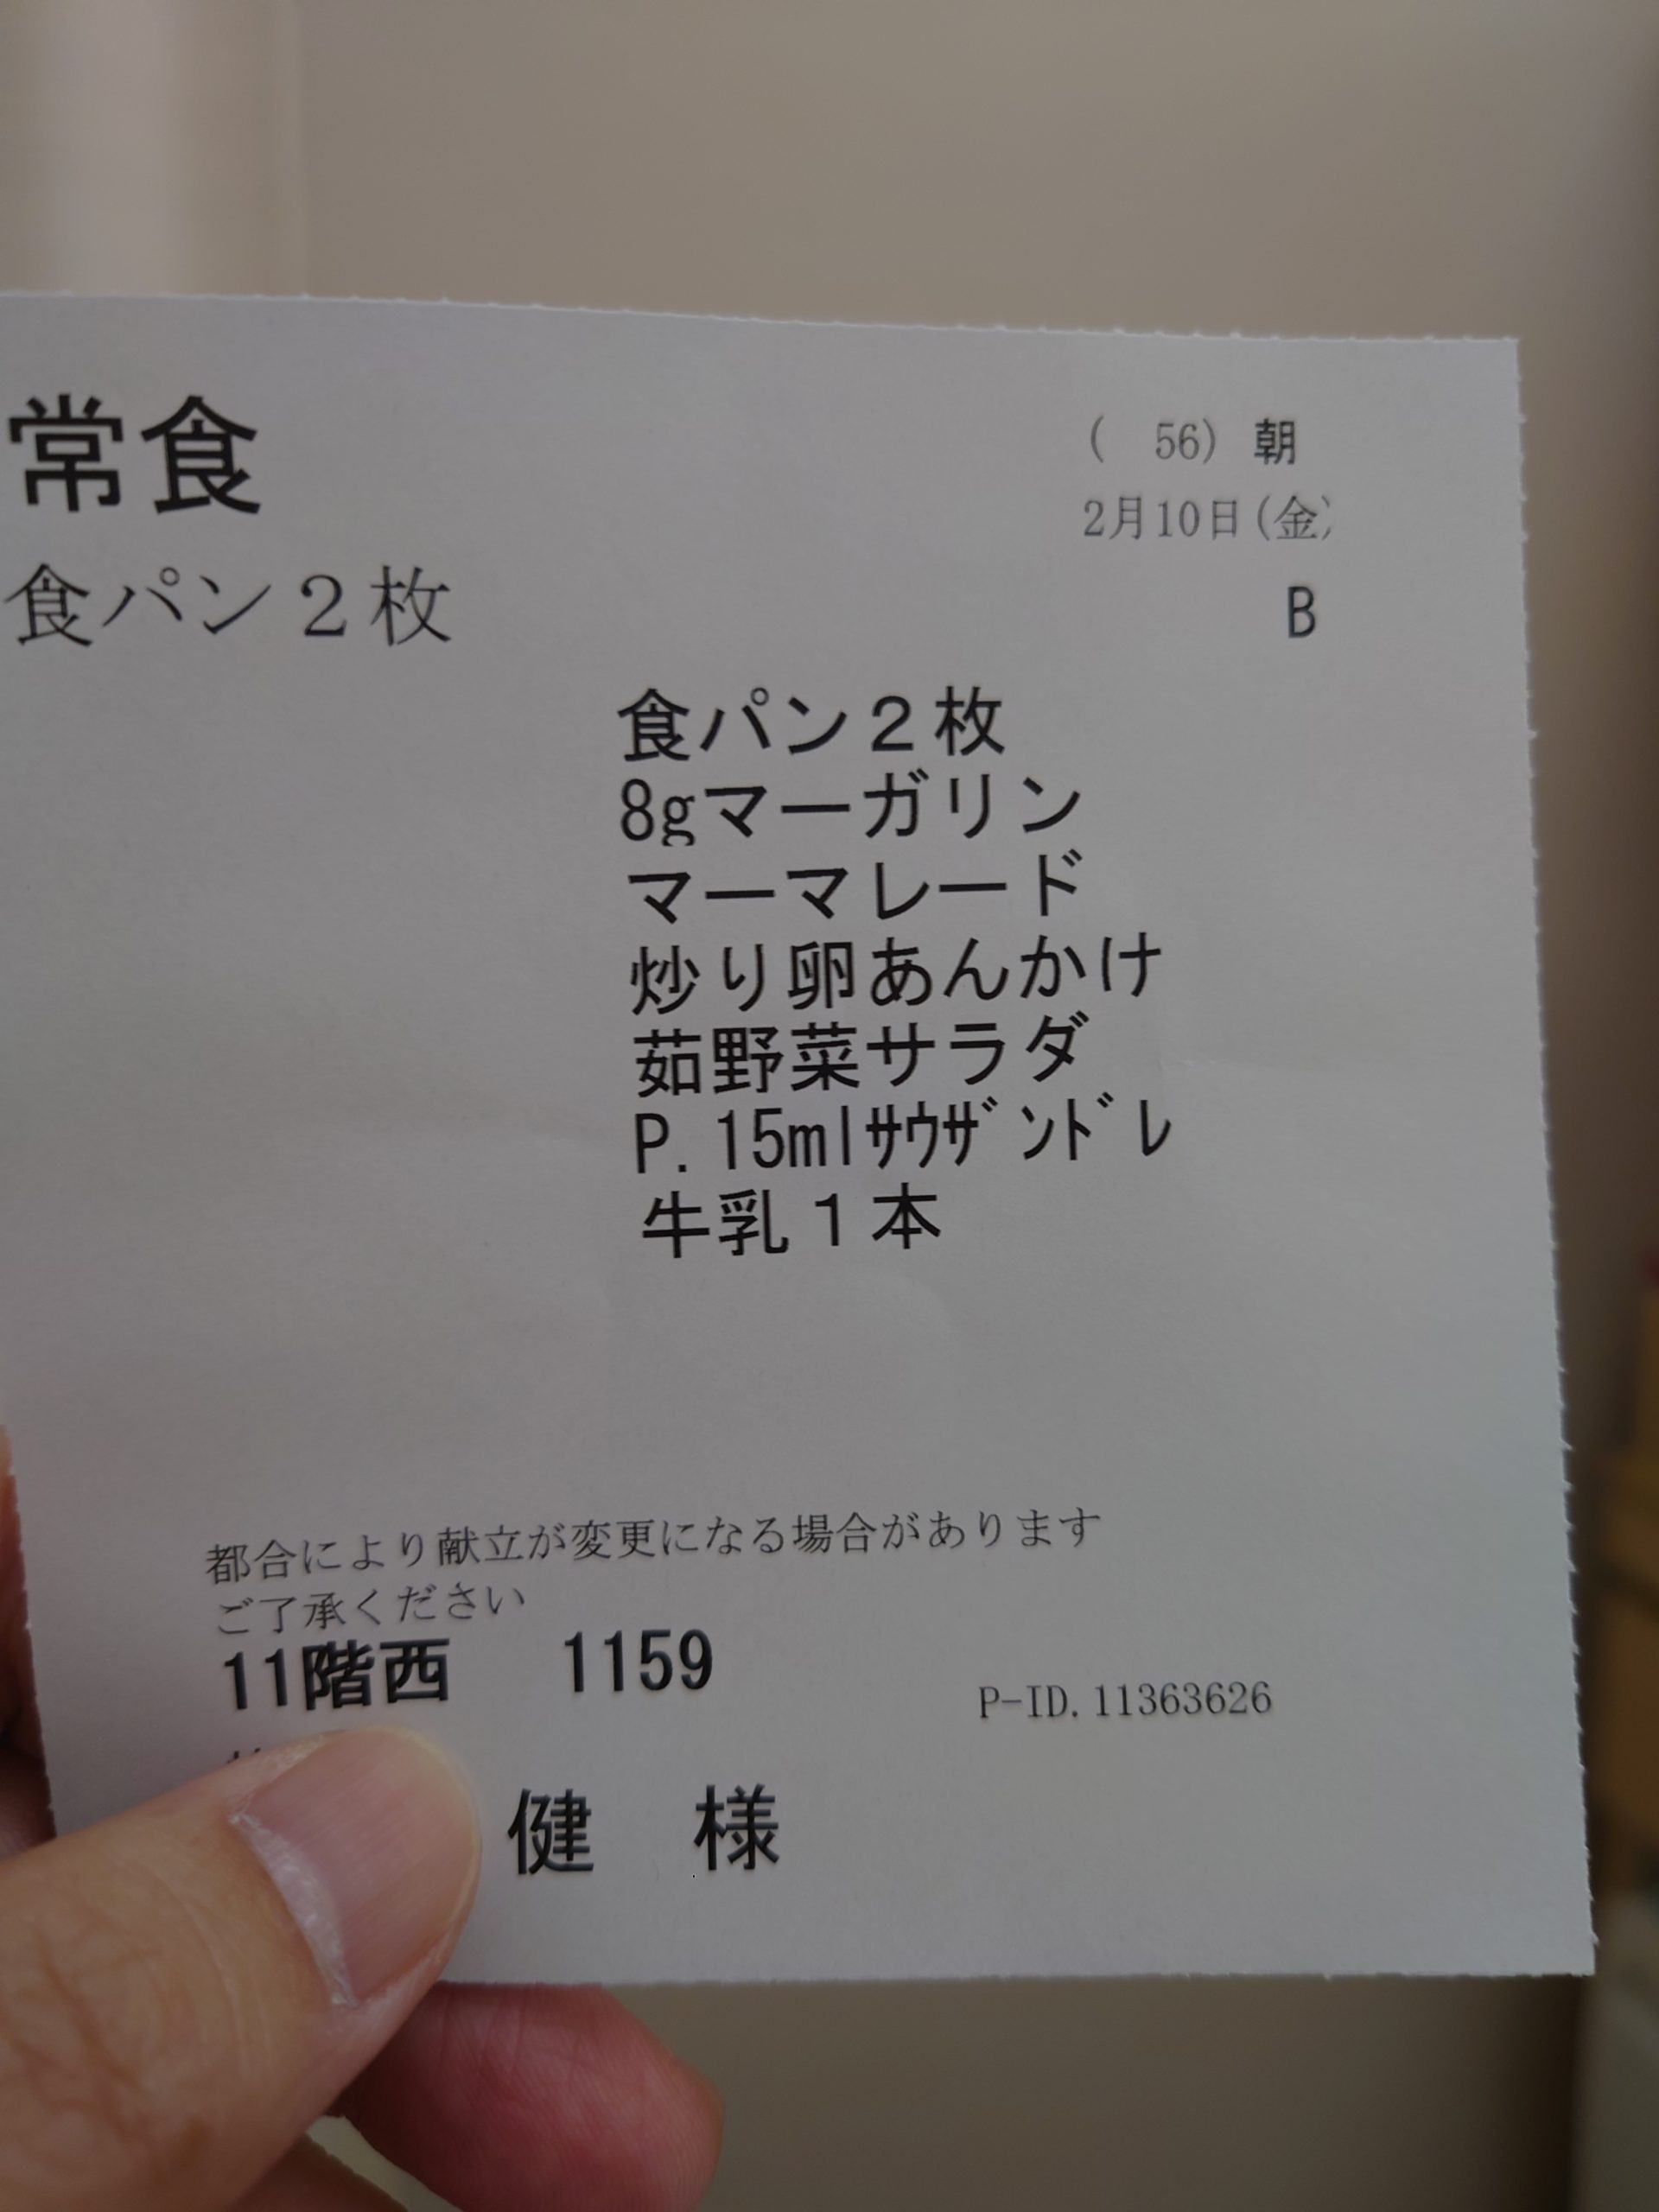 常食
( 56) 朝
2月10日(金)
食パン２枚
B
食パン２枚
8gマーガリン
マーマレード
炒り卵あんかけ
茹野菜サラダ
P.15mlｻｳｻﾞﾝﾄﾞﾚ
牛乳１本
都合により献立が変更になる場合があります
ご了承ください
11階西 1159
P-ID.11363626
健 様